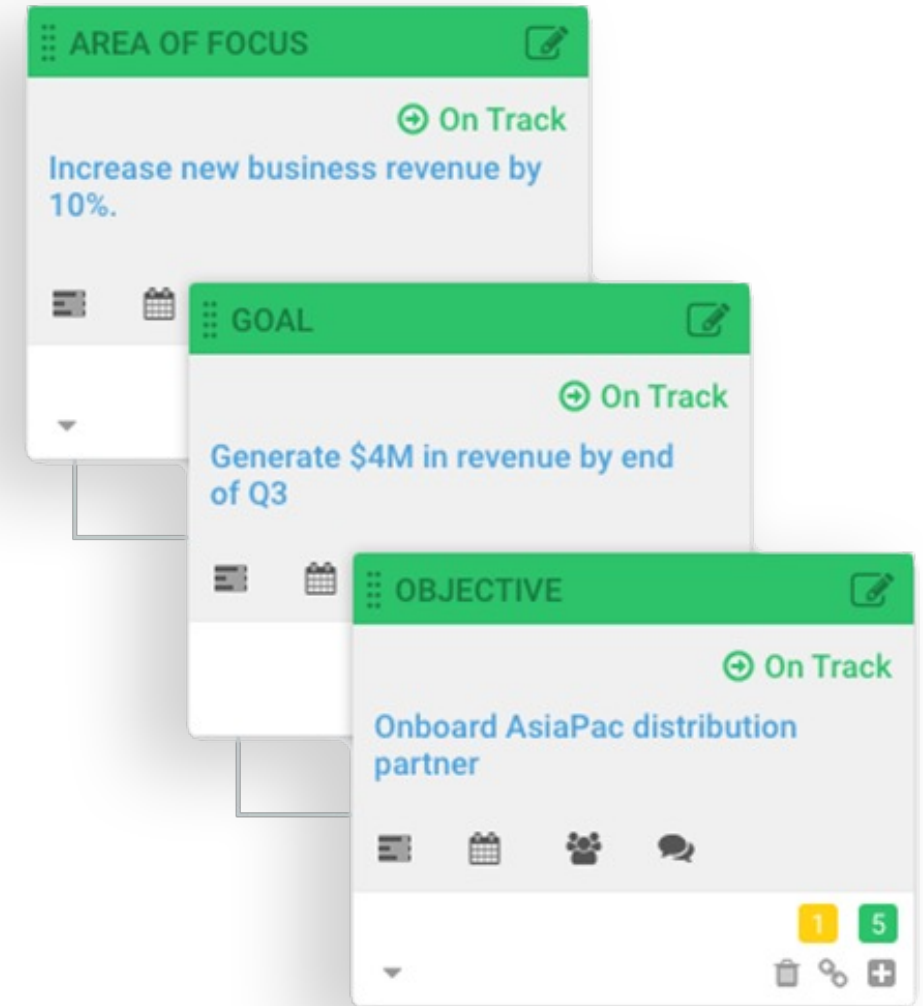 AREA OF FOCUS
On Track
Increase new business revenue by
10%.
GOAL
On Track
Generate $4M in revenue by end
of Q3
OBJECTIVE
On Track
Onboard AsiaPac distribution
partner
1 5